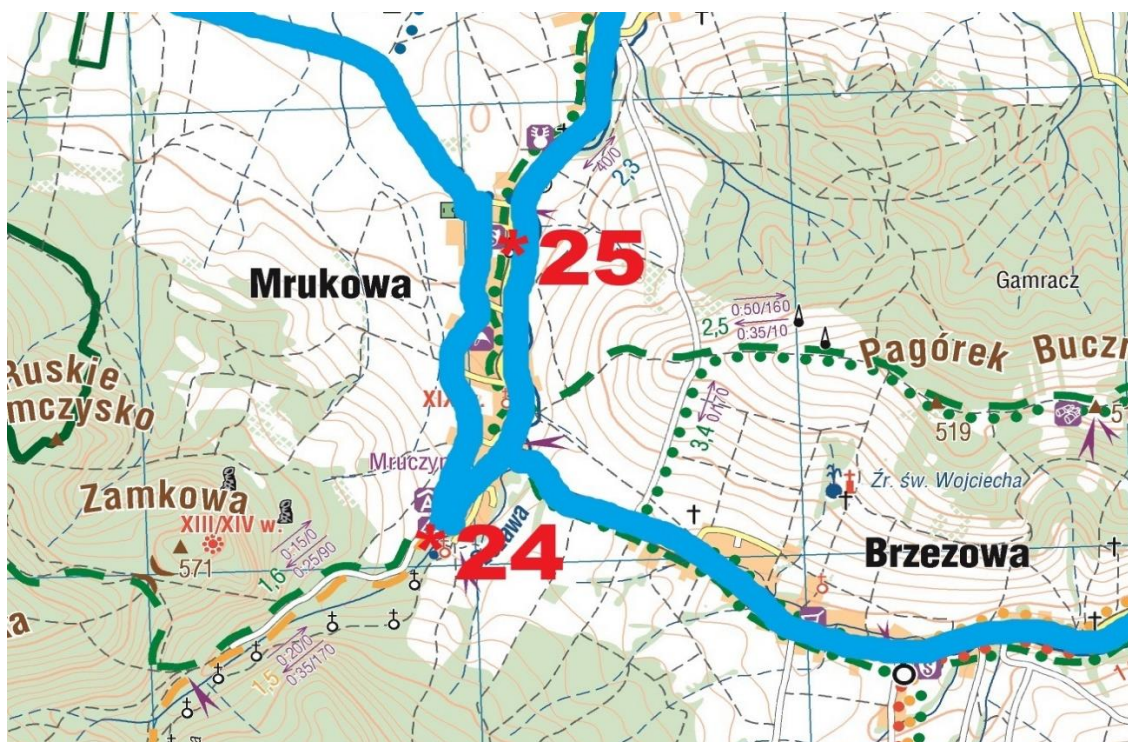 40/0
2,3
* 25
Mrukowa
Gamracz
0:50/160
2,5
0:35/10
Pagórek
Ruskie
519
3,4
0/170
Mruczyn
Źr. św. Wojciecha
Zamkowa
XIII/XIV w.
* 24
571
0:15/0
0:25/90
1,6
Brzezowa
0:20/0
0:35/170
1,5